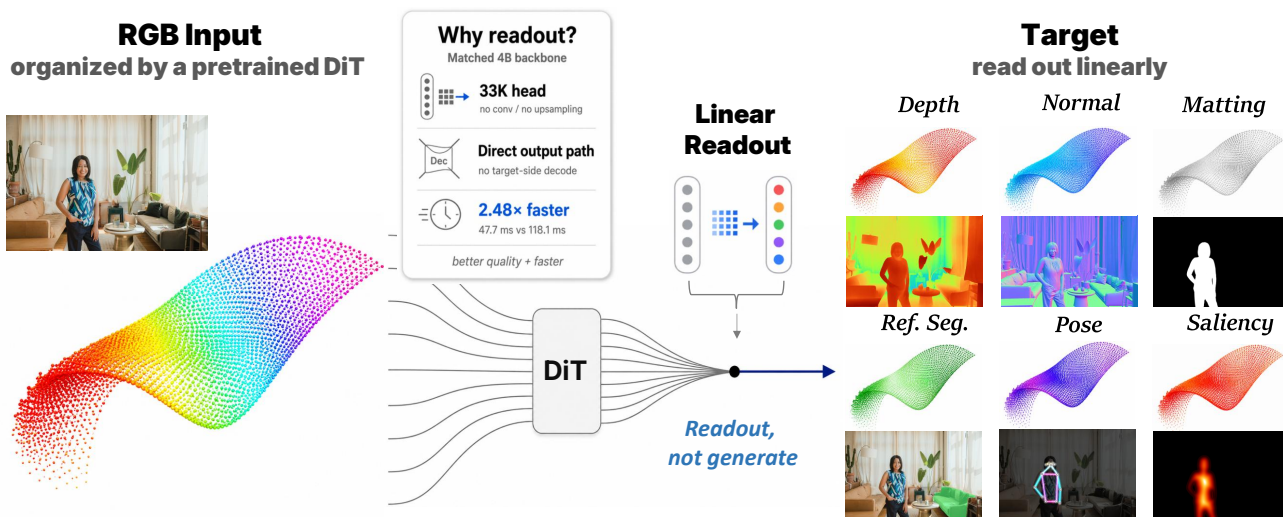 RGB Input
organized by a pretrained DiT
Why readout?
Matched 4B backbone
33K head
no conv / no upsampling
Dec
Direct output path
no target-side decode
2.48× faster
47.7 ms vs 118.1 ms
better quality + faster
DiT
Linear
Readout
Readout,
not generate
Target
read out linearly
Depth
Normal
Matting
Ref. Seg.
Pose
Saliency